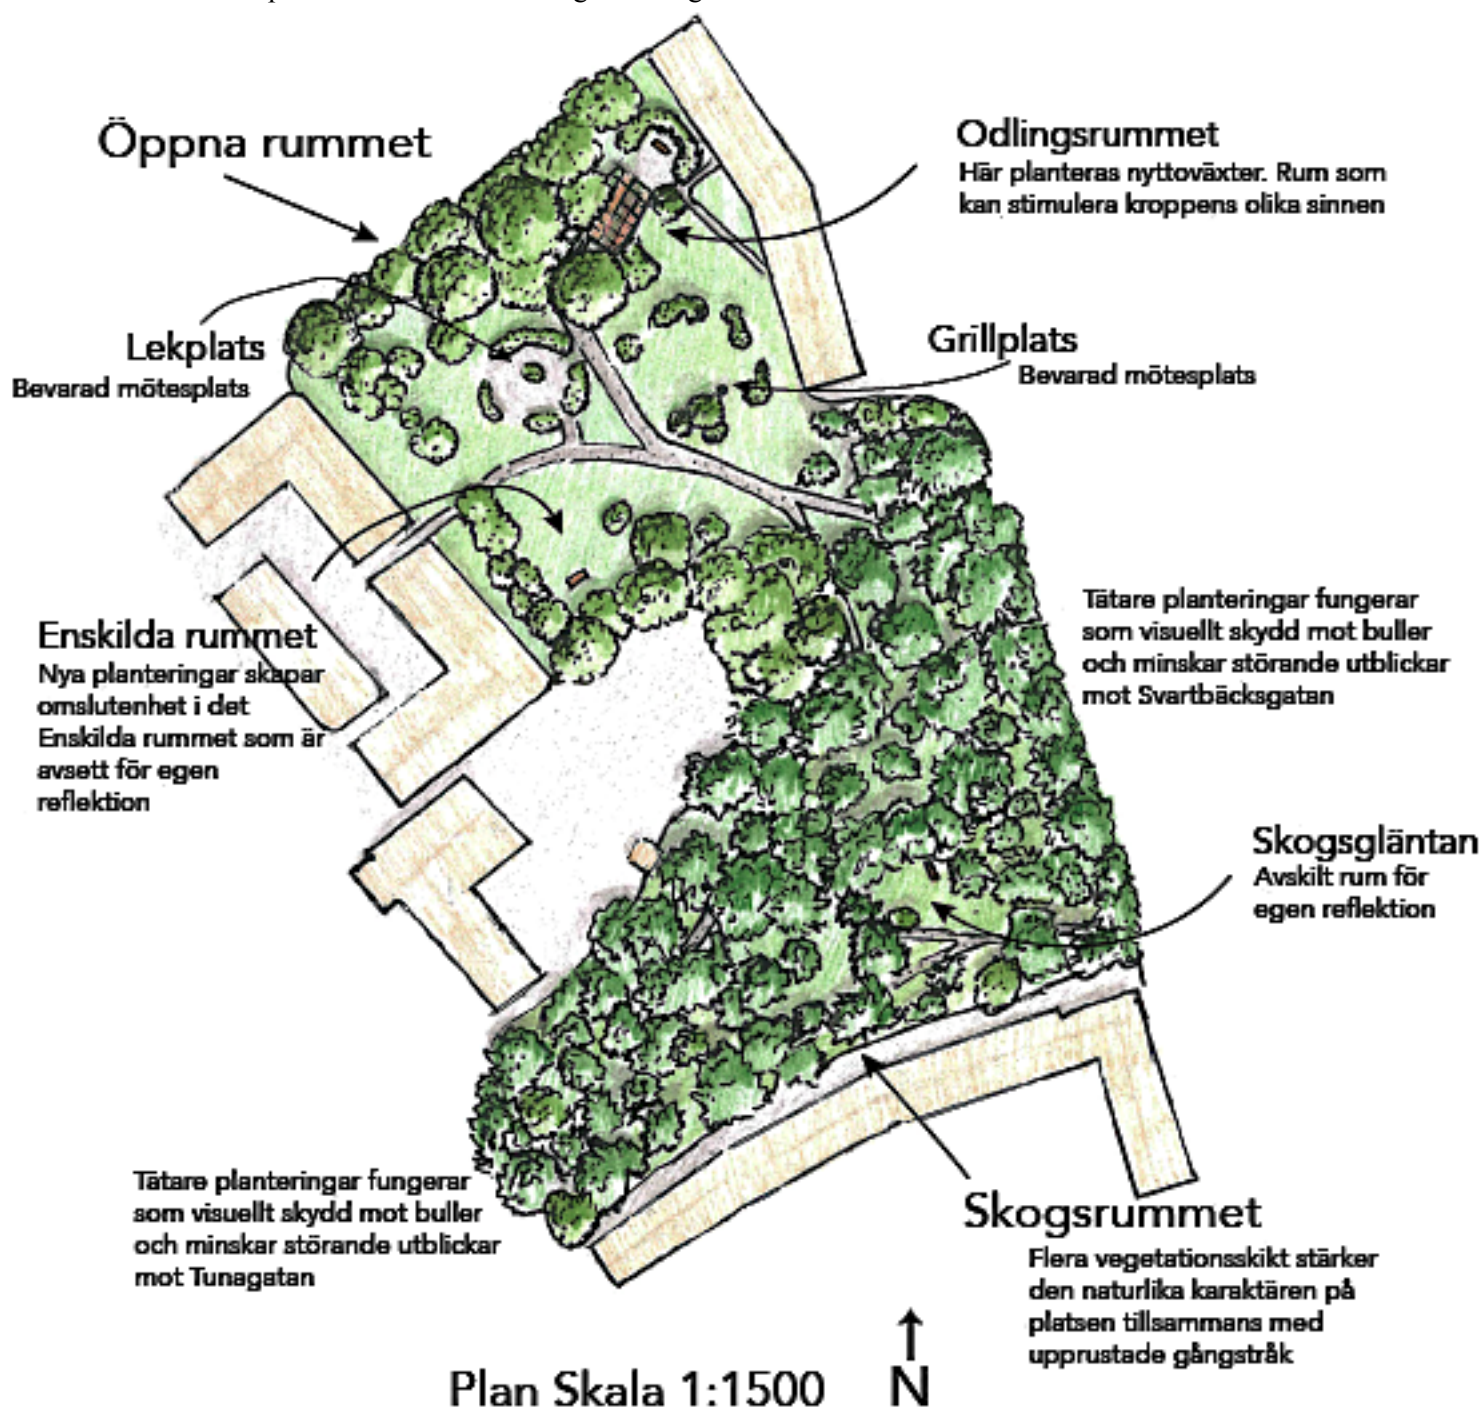 Öppna rummet
Odlingsrummet
Här planteras nyttoväxter. Rum som
kan stimulera kroppens olika sinnen
Lekplats
Bevarad mötesplats
Grillplats
Bevarad mötesplats
Enskilda rummet
Nya planteringar skapar
omslutenhet i det
Enskilda rummet som är
avsett för egen
reflektion
Tätare planteringar fungerar
som visuellt skydd mot buller
och minskar störande utblickar
mot Svartbäcksgatan
Skogsgläntan
Avskilt rum för
egen reflektion
Tätare planteringar fungerar
som visuellt skydd mot buller
och minskar störande utblickar
mot Tunagatan
Skogsrummet
Flera vegetationsskikt stärker
den naturlika karaktären på
platsen tillsammans med
upprustade gångstråk
Plan Skala 1:1500
N